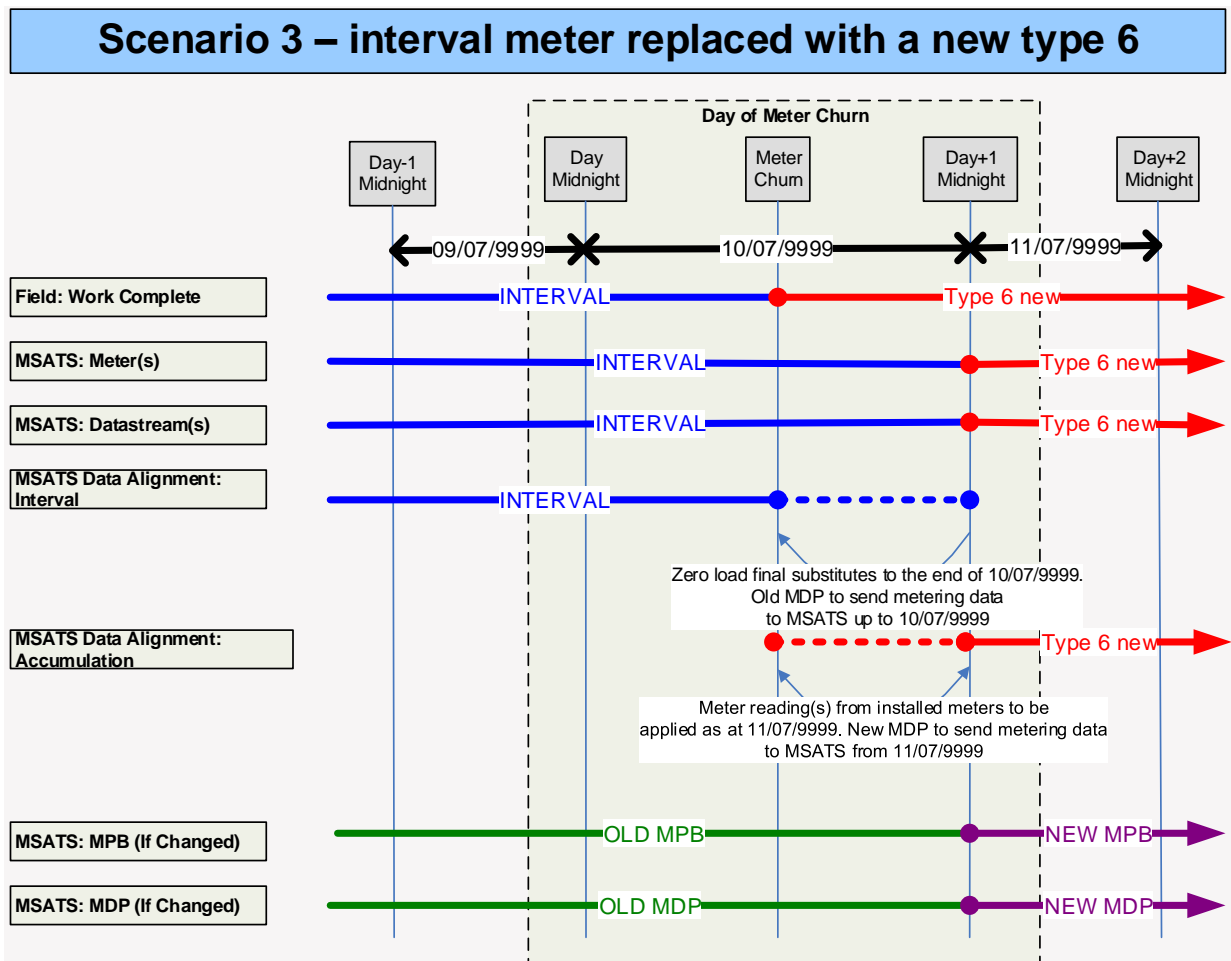 Scenario 3 – interval meter replaced with a new type 6
Day of Meter Churn
Day-1
Midnight
Day
Midnight
Meter
Churn
Day+1
Midnight
Day+2
Midnight
09/07/9999
10/07/9999
11/07/9999
Field: Work Complete
INTERVAL
Type 6 new
MSATS: Meter(s)
INTERVAL
Type 6 new
MSATS: Datastream(s)
INTERVAL
Type 6 new
MSATS Data Alignment:
Interval
INTERVAL
Zero load final substitutes to the end of 10/07/9999.
Old MDP to send metering data
to MSATS up to 10/07/9999
MSATS Data Alignment:
Accumulation
Type 6 new
Meter reading(s) from installed meters to be
applied as at 11/07/9999. New MDP to send metering data
to MSATS from 11/07/9999
MSATS: MPB (If Changed)
OLD MPB
NEW MPB
MSATS: MDP (If Changed)
OLD MDP
NEW MDP